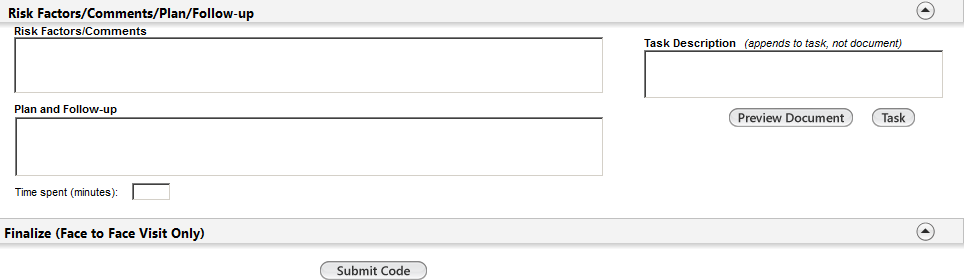 Risk Factors/Comments/Plan/Follow-up
Risk Factors/Comments
Task Description (appends to task, not document)
Preview Document
Task
Plan and Follow-up
Time spent (minutes):
Finalize (Face to Face Visit Only)
Submit Code